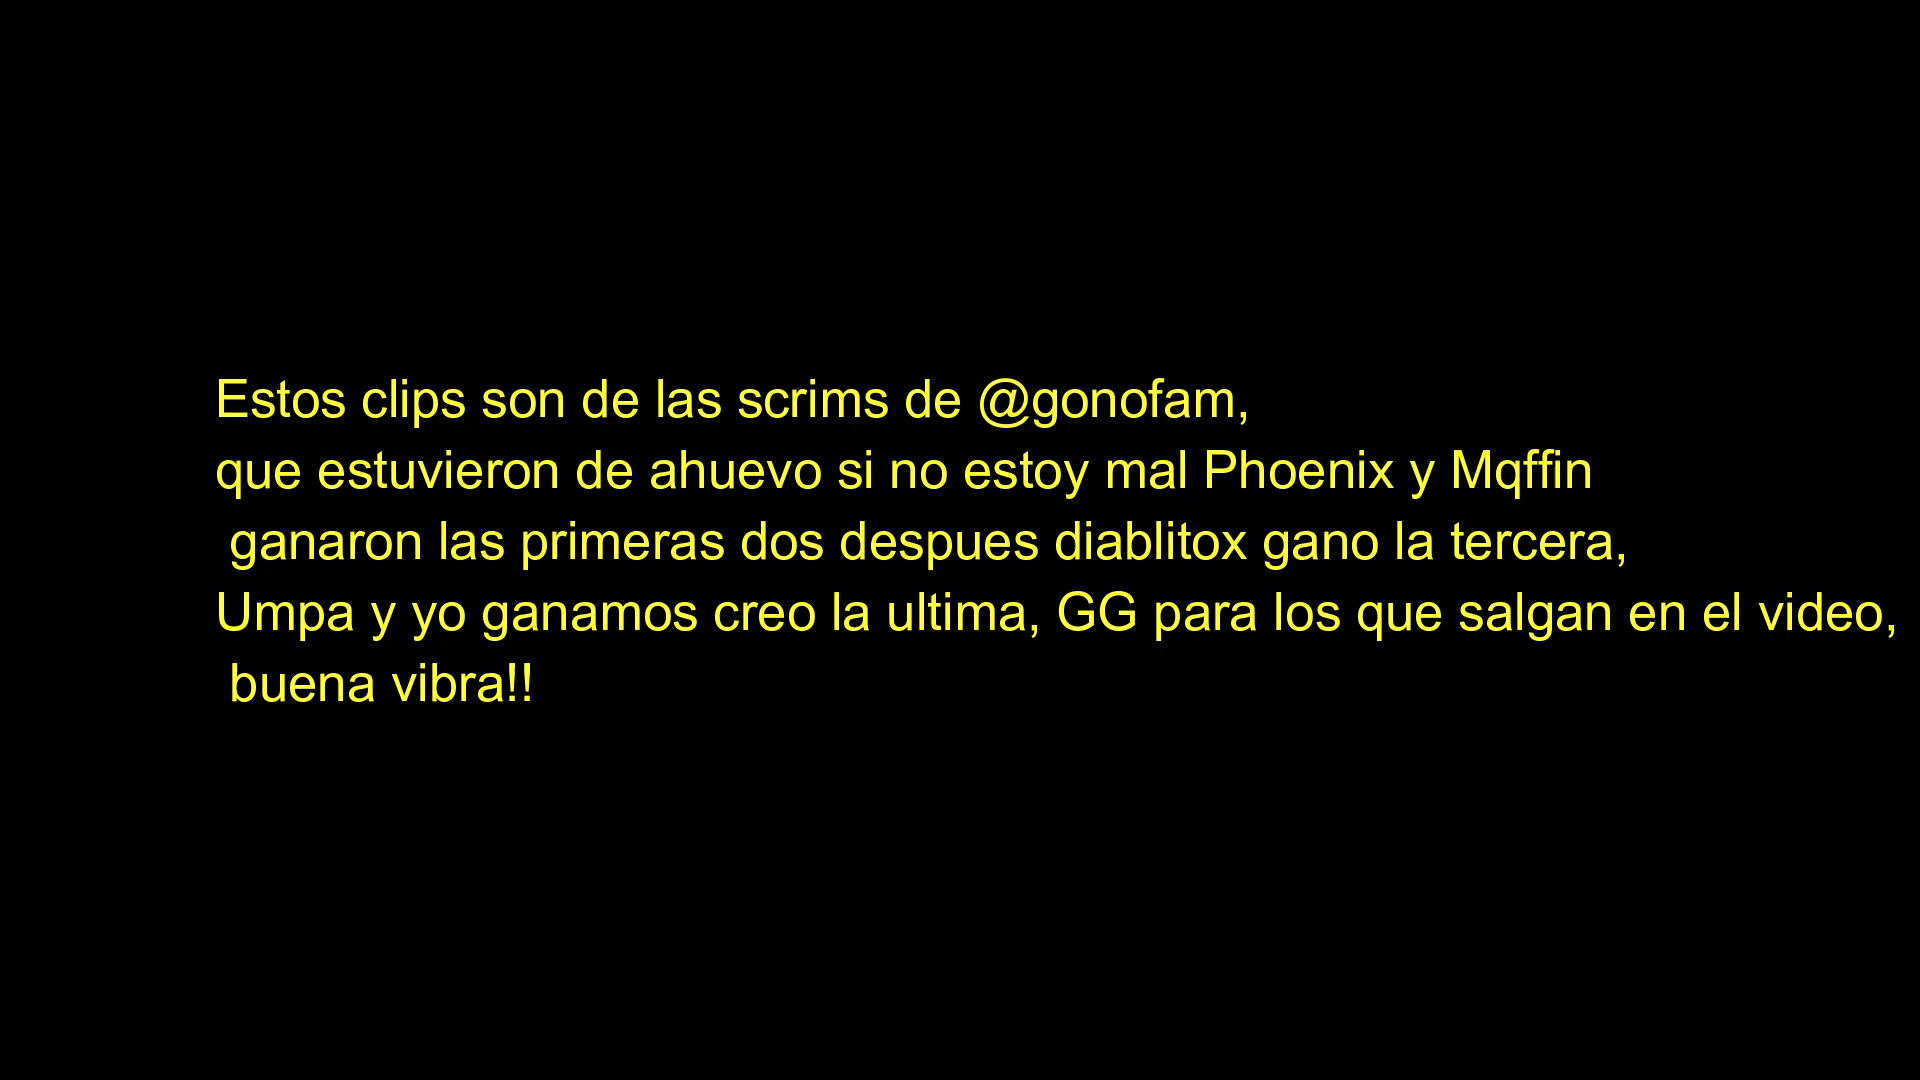 Estos clips son de las scrims de @gonofam,
que estuvieron de ahuevo si no estoy mal Phoenix y Mqffin
ganaron las primeras dos despues diablitox gano la tercera,
Umpa y yo ganamos creo la ultima, GG para los que salgan en el video,
buena vibra!!